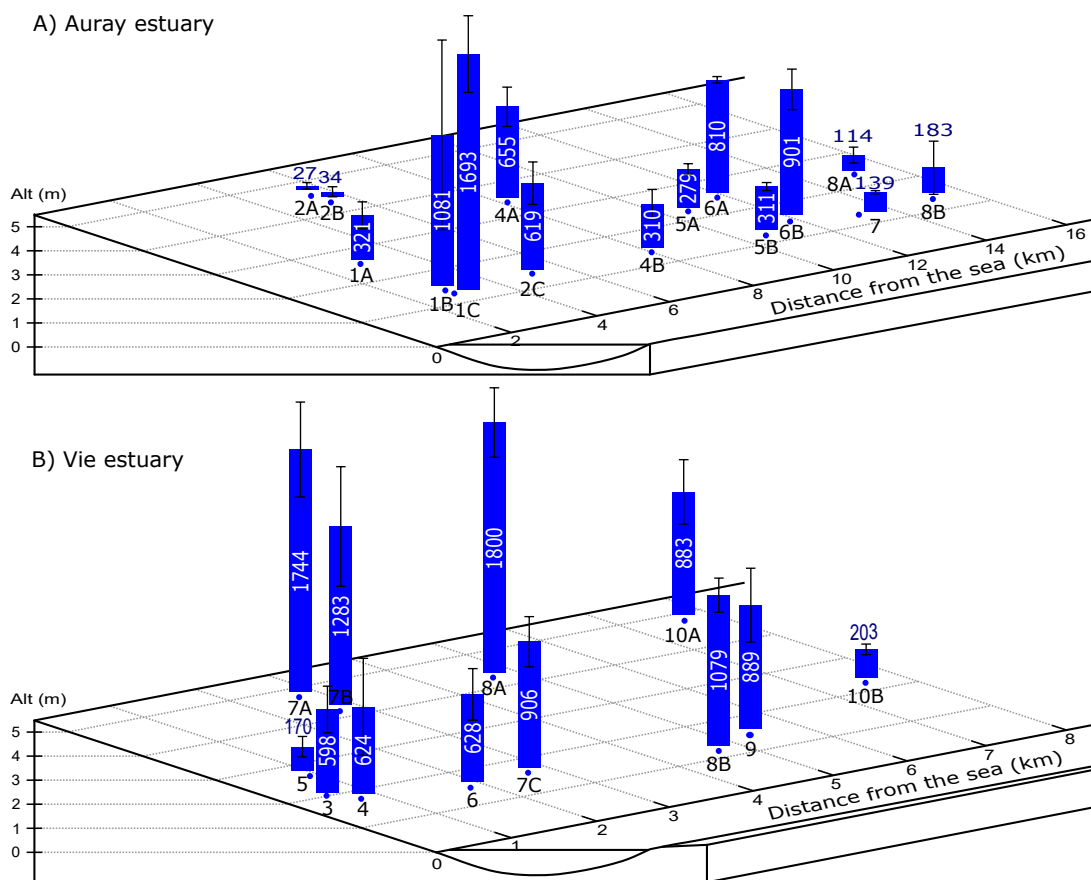 A) Auray estuary
Alt (m)
5
4
3
2
1
0
27
34
2A
2B
321
1A
1081
1B
1693
1C
655
4A
619
2C
310
4B
279
5A
810
6A
311
5B
901
6B
114
8A
139
7
183
8B
0
2
4
6
8
10
12
14
16
Distance from the sea (km)
B) Vie estuary
Alt (m)
5
4
3
2
1
0
1744
7A
1283
7B
170
5
598
3
624
4
1800
8A
628
6
906
7C
883
10A
1079
8B
889
9
203
10B
0
1
2
3
4
5
6
7
8
Distance from the sea (km)